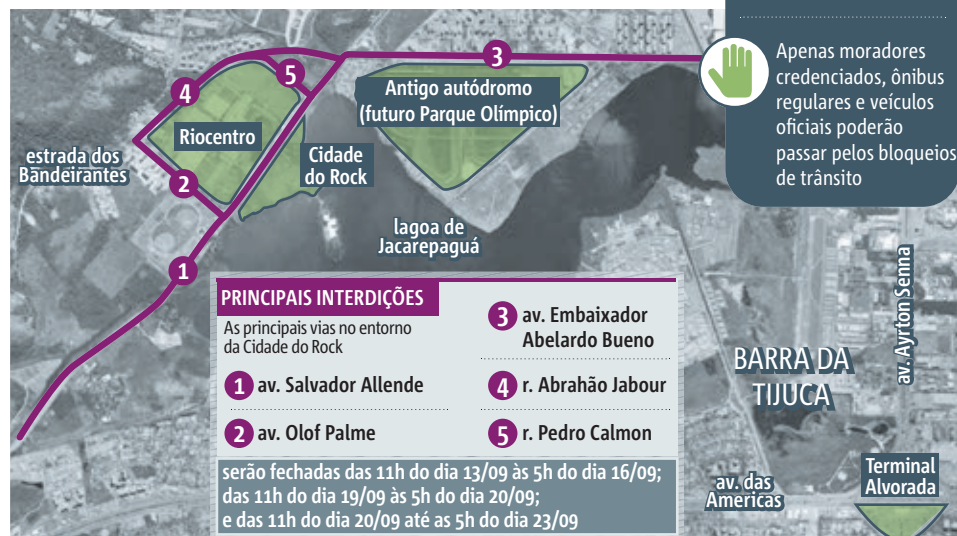 3
5
4
Antigo autódromo
(futuro Parque Olímpico)
Riocentro
Cidade
do Rock
estrada dos
Bandeirantes
2
lagoa de
Jacarepaguá
1
Apenas moradores
credenciados, ônibus
regulares e veículos
oficiais poderão
passar pelos bloqueios
de trânsito
PRINCIPAIS INTERDIÇÕES
As principais vias no entorno
da Cidade do Rock
1 av. Salvador Allende
2 av. Olof Palme
3 av. Embaixador
Abelardo Bueno
4 r. Abrahão Jabour
5 r. Pedro Calmon
serão fechadas das 11h do dia 13/09 às 5h do dia 16/09;
das 11h do dia 19/09 às 5h do dia 20/09;
e das 11h do dia 20/09 até as 5h do dia 23/09
BARRA DA
TIJUCA
av. Ayrton Senna
av. das
Americas
Terminal
Alvorada